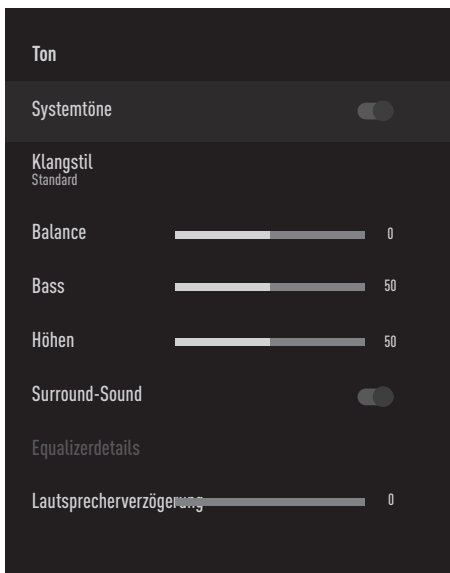 Ton
Systemtöne
Klangstil
Standard
Balance 0
Bass 50
Höhen 50
Surround-Sound
Equalizerdetails
Lautsprecherverzögerung 0